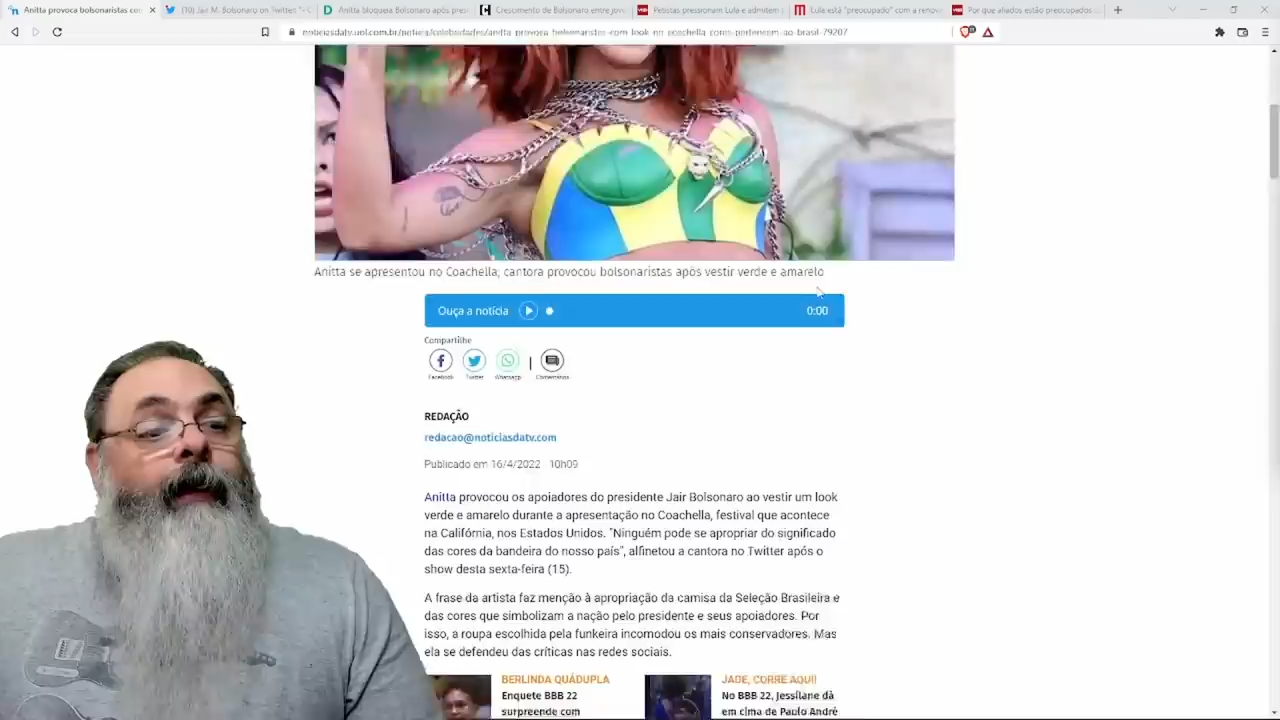 Anitta provoca bolsonaristas co
(10) Jair M. Bolsonaro on Twitter
Anitta bloqueia Bolsonaro após
Crescimento de Bolsonaro entre
Petistas pressionam Lula e admitem
Lula está "preocupado" com a
Por que aliados estão preocupados
noticiasdatv.uol.com.br/noticia/celebridades/anitta-provoca-bolsonaristas-com-look-no-coachella-cores-pertencem-ao-brasil-79207
Anitta se apresentou no Coachella; cantora provocou bolsonaristas após vestir verde e amarelo
Ouça a notícia
0:00
Compartilhe
Facebook Twitter Whatsapp Comentários
REDAÇÃO
redacao@noticiasdatv.com
Publicado em 16/4/2022 10h09
Anitta provocou os apoiadores do presidente Jair Bolsonaro ao vestir um look
verde e amarelo durante a apresentação no Coachella, festival que acontece
na Califórnia, nos Estados Unidos. "Ninguém pode se apropriar do significado
das cores da bandeira do nosso país", alfinetou a cantora no Twitter após o
show desta sexta-feira (15).
A frase da artista faz menção à apropriação da camisa da Seleção Brasileira e
das cores que simbolizam a nação pelo presidente e seus apoiadores. Por
isso, a roupa escolhida pela funkeira incomodou os mais conservadores. Mas
ela se defendeu das críticas nas redes sociais.
BERLINDA QUÁDUPLA
Enquete BBB 22
surpreende com
JADE, CORRE AQUI!
No BBB 22, Jessilane dá
em cima de Paulo André